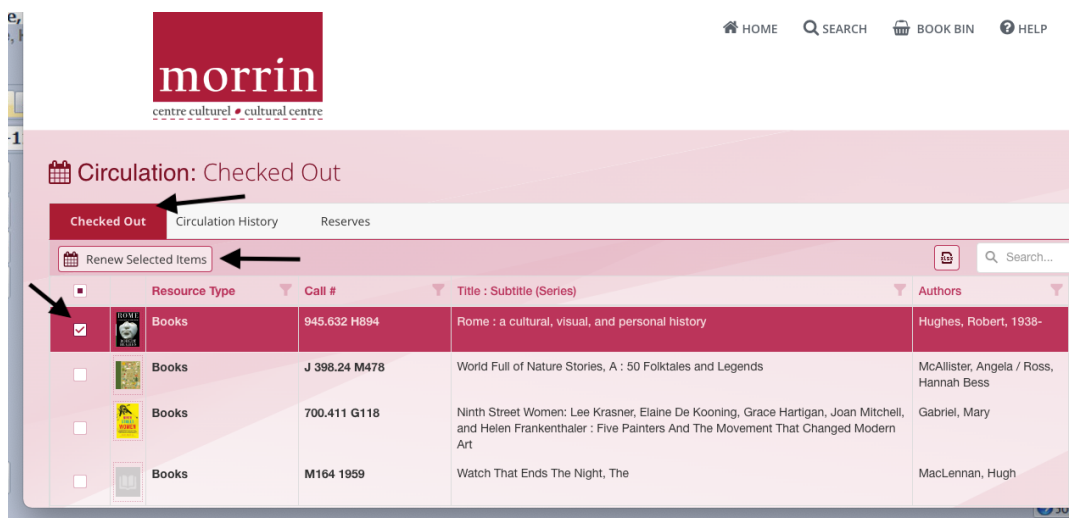 HOME SEARCH BOOK BIN HELP
morrin
centre culturel • cultural centre
Circulation: Checked Out
Checked Out Circulation History Reserves
Renew Selected Items Search...
Resource Type Call # Title : Subtitle (Series) Authors
Books 945.632 H894 Rome : a cultural, visual, and personal history Hughes, Robert, 1938-
Books J 398.24 M478 World Full of Nature Stories, A : 50 Folktales and Legends McAllister, Angela / Ross,
Hannah Bess
Books 700.411 G118 Ninth Street Women: Lee Krasner, Elaine De Kooning, Grace Hartigan, Joan Mitchell, Gabriel, Mary
and Helen Frankenthaler : Five Painters And The Movement That Changed Modern
Art
Books M164 1959 Watch That Ends The Night, The MacLennan, Hugh